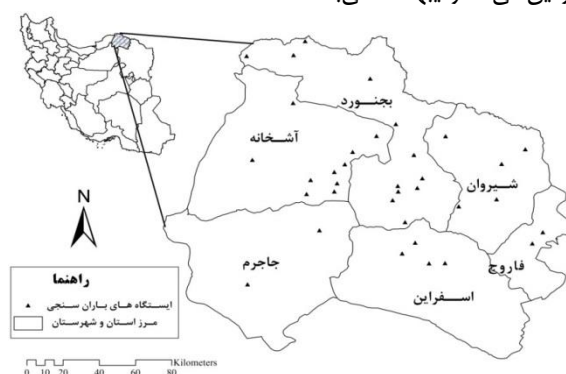 بجنورد
آشخانه
شیروان
فاروج
جاجرم
اسفراین
N
راهنما
ایستگاه های باران سنجی
مرز استان و شهرستان
Kilometers
0 10 20 40 60 80